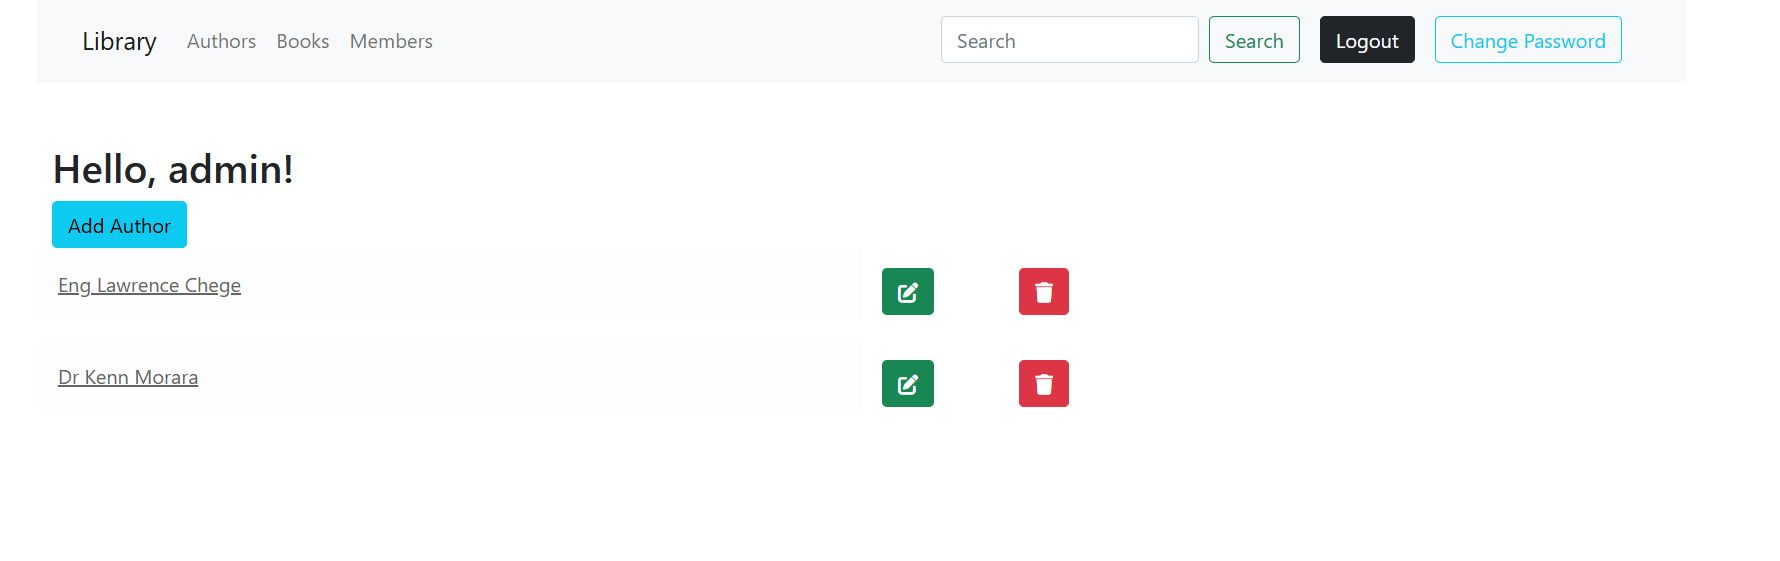 Library Authors Books Members Search Search Logout Change Password
Hello, admin!
Add Author
Eng Lawrence Chege
Dr Kenn Morara